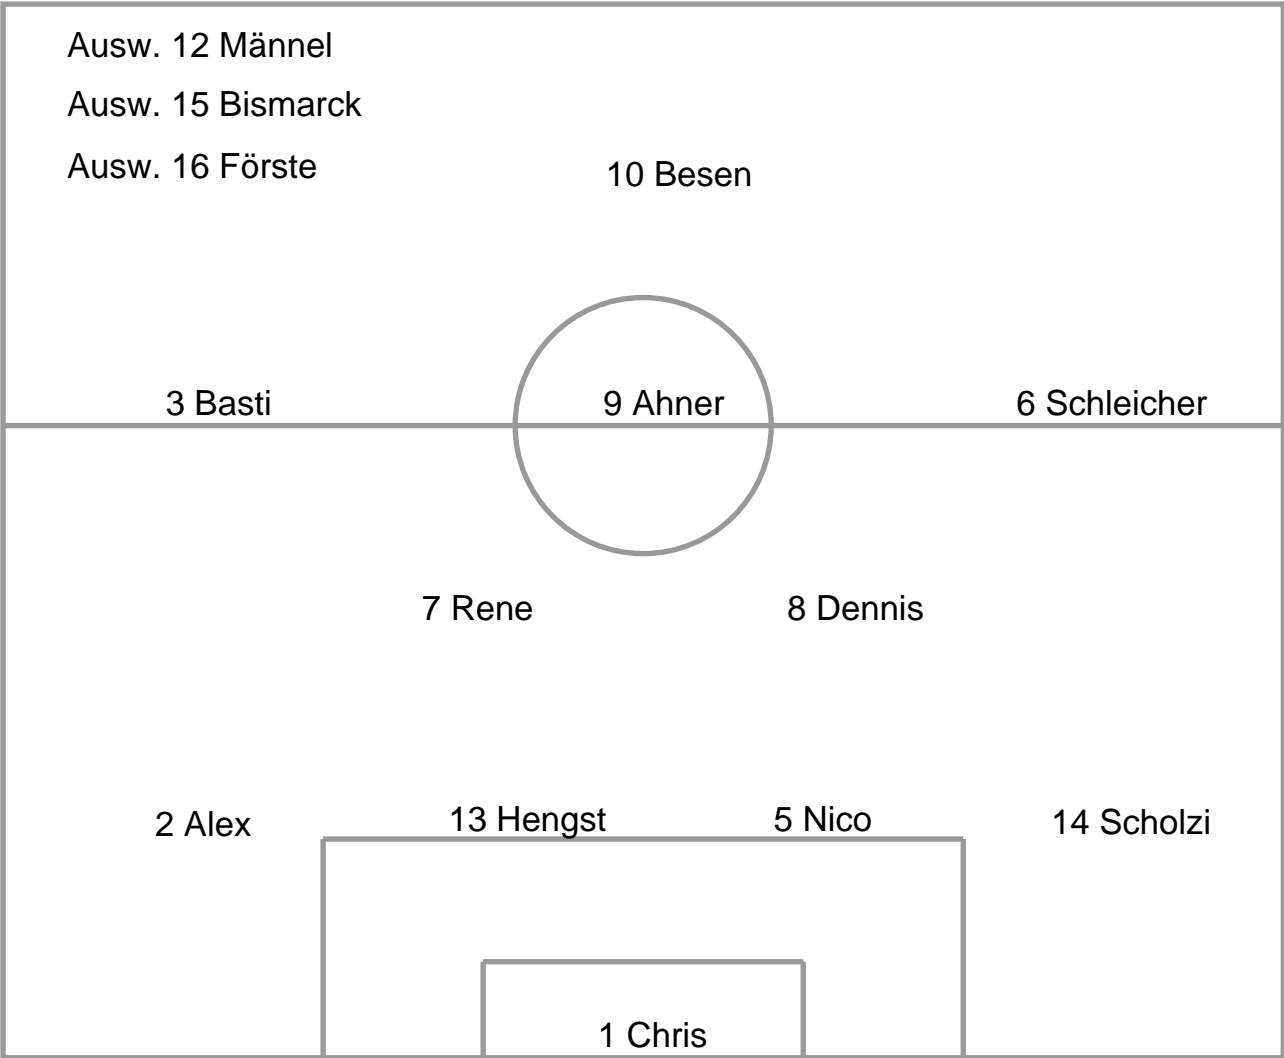 Ausw. 12 Männel
Ausw. 15 Bismarck
Ausw. 16 Förste
10 Besen
3 Basti
9 Ahner
6 Schleicher
7 Rene
8 Dennis
2 Alex
13 Hengst
5 Nico
14 Scholzi
1 Chris